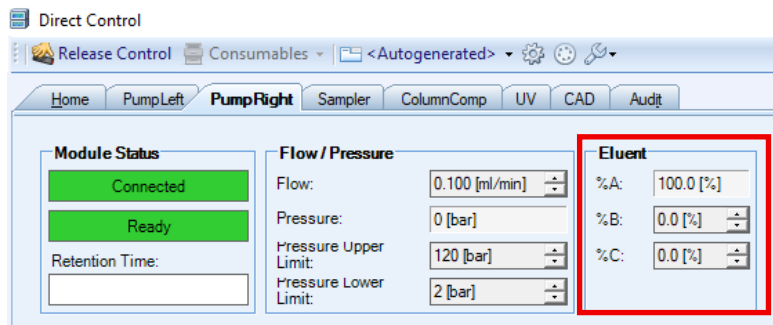 Direct Control
Release Control Consumables <Autogenerated>
Home PumpLeft PumpRight Sampler ColumnComp UV CAD Audit
Module Status
Connected
Ready
Retention Time:
Flow / Pressure
Flow: 0.100 [ml/min]
Pressure: 0 [bar]
Pressure Upper
Limit: 120 [bar]
Pressure Lower
Limit: 2 [bar]
Eluent
%A: 100.0 [%]
%B: 0.0 [%]
%C: 0.0 [%]